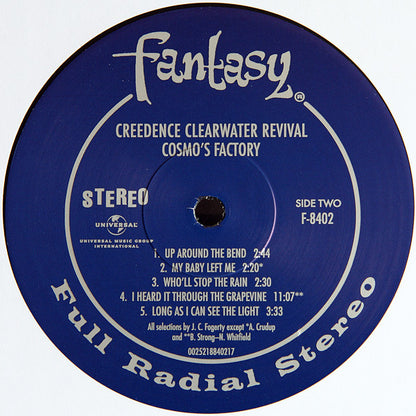 fantasy®
CREEDENCE CLEARWATER REVIVAL
COSMO'S FACTORY
STEREO
UNIVERSAL
UNIVERSAL MUSIC GROUP
INTERNATIONAL
SIDE TWO
F-8402
1. UP AROUND THE BEND 2:44
2. MY BABY LEFT ME 2:20*
3. WHO'LL STOP THE RAIN 2:30
4. I HEARD IT THROUGH THE GRAPEVINE 11:07**
5. LONG AS I CAN SEE THE LIGHT 3:33
All selections by J. C. Fogerty except *A. Crudup
and **B. Strong–N. Whitfield
0025218840217
Full Radial Stereo